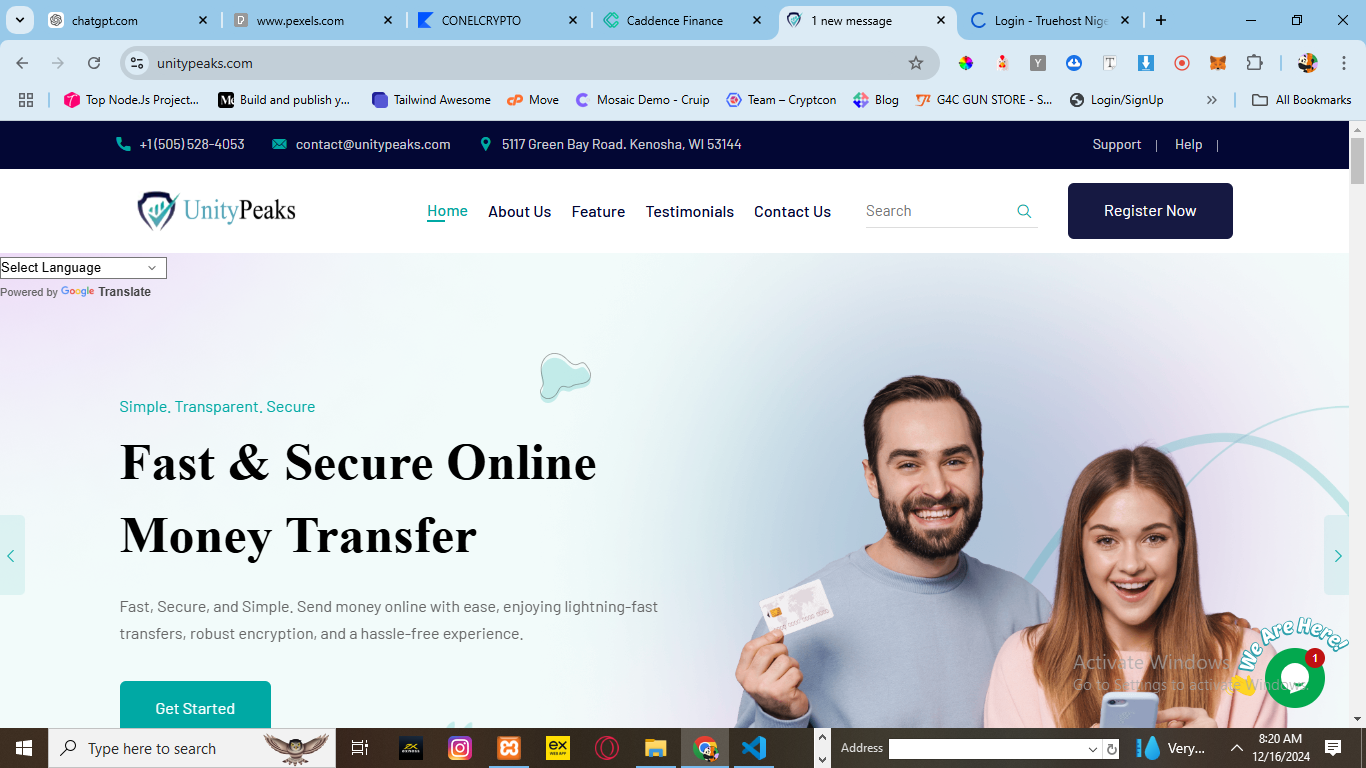 chatgpt.com
www.pexels.com
CONELCRYPTO
Caddence Finance
1 new message
Login - Truehost Nige
unitypeaks.com
Top Node.Js Project...
Build and publish y...
Tailwind Awesome
Move
Mosaic Demo - Cruip
Team – Cryptcon
Blog
G4C GUN STORE - S...
Login/SignUp
All Bookmarks
+1 (505) 528-4053
contact@unitypeaks.com
5117 Green Bay Road. Kenosha, WI 53144
Support
Help
UnityPeaks
Home
About Us
Feature
Testimonials
Contact Us
Search
Register Now
Select Language
Powered by Google Translate
Simple. Transparent. Secure
Fast & Secure Online
Money Transfer
Fast, Secure, and Simple. Send money online with ease, enjoying lightning-fast
transfers, robust encryption, and a hassle-free experience.
Get Started
We Are Here!
1
Activate Windows
Go to Settings to activate Windows.
Type here to search
Address
Very...
8:20 AM
12/16/2024